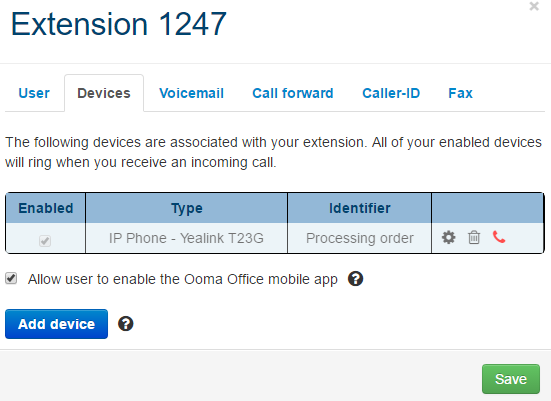 Extension 1247
User Devices Voicemail Call forward Caller-ID Fax
The following devices are associated with your extension. All of your enabled devices
will ring when you receive an incoming call.
Enabled Type Identifier
IP Phone - Yealink T23G Processing order
Allow user to enable the Ooma Office mobile app ?
Add device ?
Save